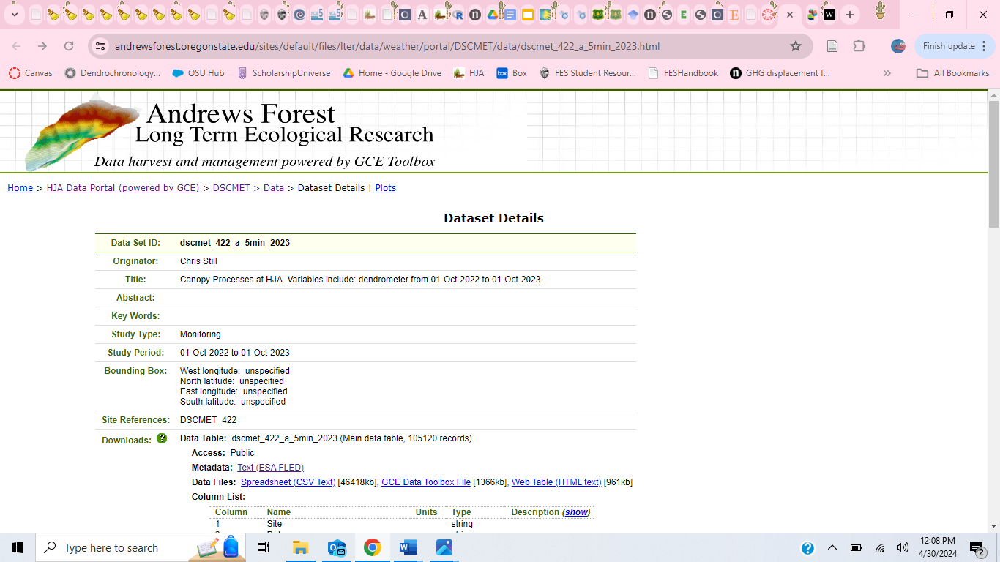 andrewsforest.oregonstate.edu/sites/default/files/lter/data/weather/portal/DSCMET/data/dscmet_422_a_5min_2023.html
Finish update
Canvas
Dendrochronology...
OSU Hub
ScholarshipUniverse
Home - Google Drive
HJA
box Box
FES Student Resour...
FESHandbook
n GHG displacement f...
»
All Bookmarks
Andrews Forest
Long Term Ecological Research
Data harvest and management powered by GCE Toolbox
Home > HJA Data Portal (powered by GCE) > DSCMET > Data > Dataset Details | Plots
Dataset Details
Data Set ID: dscmet_422_a_5min_2023
Originator: Chris Still
Title: Canopy Processes at HJA. Variables include: dendrometer from 01-Oct-2022 to 01-Oct-2023
Abstract:
Key Words:
Study Type: Monitoring
Study Period: 01-Oct-2022 to 01-Oct-2023
Bounding Box: West longitude: unspecified
North latitude: unspecified
East longitude: unspecified
South latitude: unspecified
Site References: DSCMET_422
Downloads: ? Data Table: dscmet_422_a_5min_2023 (Main data table, 105120 records)
Access: Public
Metadata: Text (ESA FLED)
Data Files: Spreadsheet (CSV Text) [46418kb], GCE Data Toolbox File [1366kb], Web Table (HTML text) [961kb]
Column List:
Column Name Units Type Description (show)
1 Site string
Type here to search
12:08 PM
4/30/2024
2